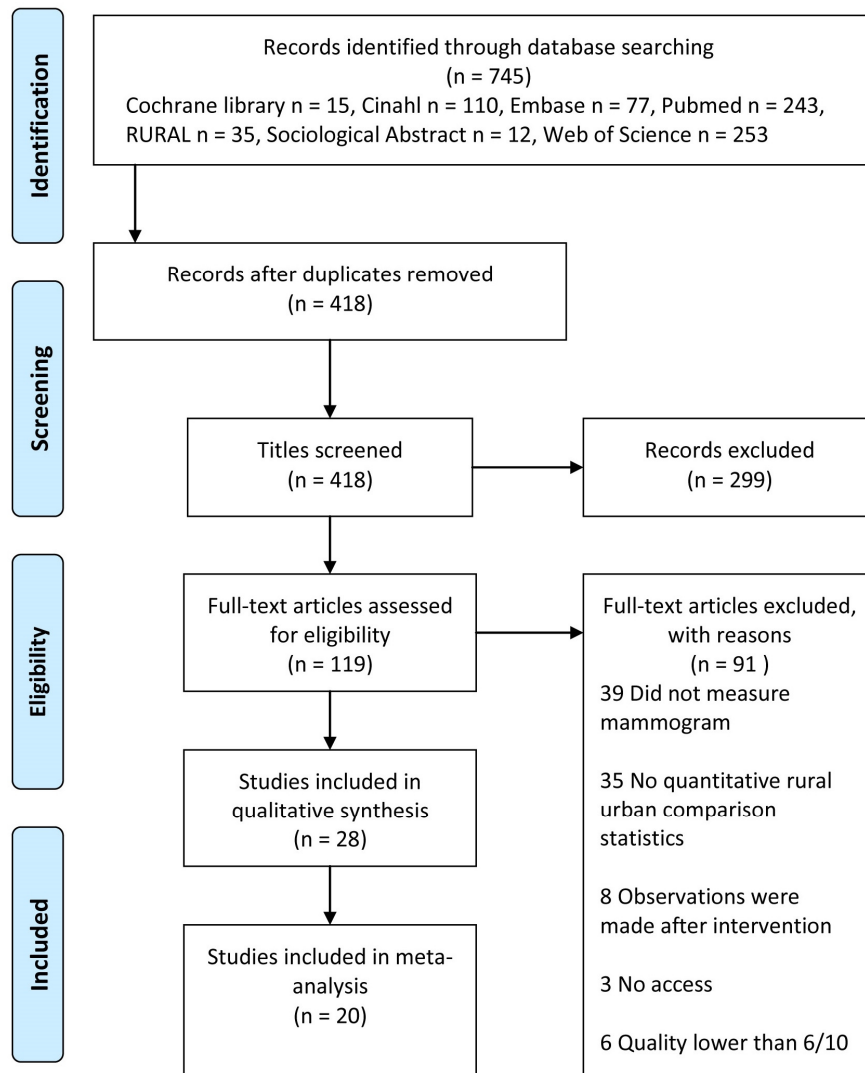 Identification
Records identified through database searching
(n = 745)
Cochrane library n = 15, Cinahl n = 110, Embase n = 77, Pubmed n = 243,
RURAL n = 35, Sociological Abstract n = 12, Web of Science n = 253
Screening
Records after duplicates removed
(n = 418)
Titles screened
(n = 418)
Records excluded
(n = 299)
Eligibility
Full-text articles assessed
for eligibility
(n = 119)
Full-text articles excluded,
with reasons
(n = 91 )
39 Did not measure
mammogram
35 No quantitative rural
urban comparison
statistics
8 Observations were
made after intervention
3 No access
6 Quality lower than 6/10
Studies included in
qualitative synthesis
(n = 28)
Included
Studies included in meta-
analysis
(n = 20)